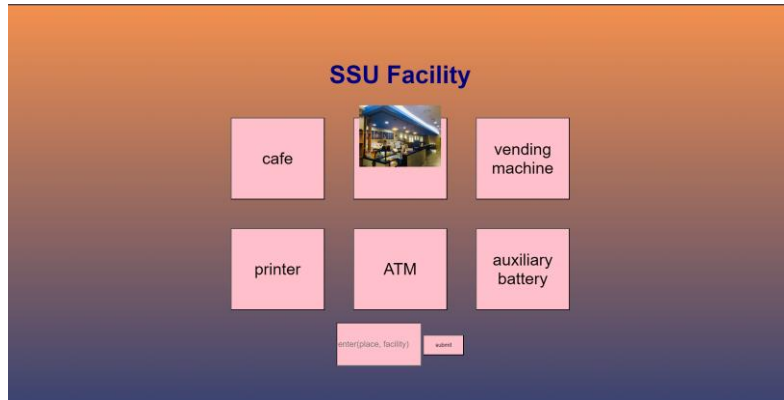 SSU Facility
cafe
vending
machine
printer
ATM
auxiliary
battery
enter(place, facility)
submit